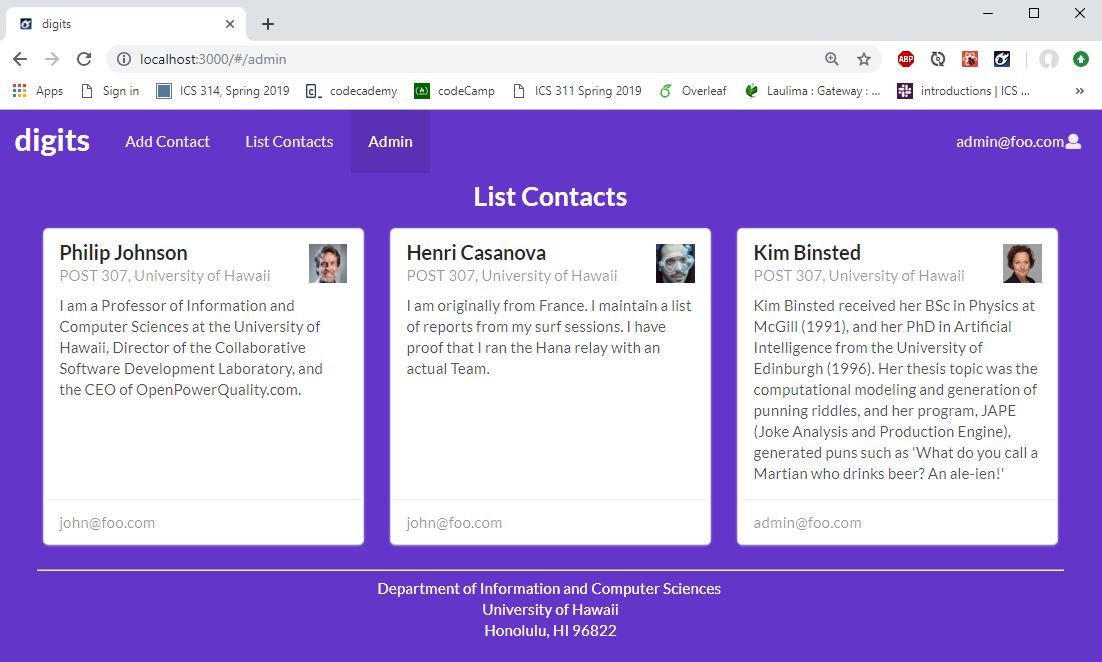 digits
localhost:3000/#/admin
ABP
Apps Sign in ICS 314, Spring 2019 codecademy codeCamp ICS 311 Spring 2019 Overleaf Laulima : Gateway : ... introductions | ICS ... »
digits Add Contact List Contacts Admin admin@foo.com
List Contacts
Philip Johnson
POST 307, University of Hawaii
I am a Professor of Information and
Computer Sciences at the University of
Hawaii, Director of the Collaborative
Software Development Laboratory, and
the CEO of OpenPowerQuality.com.
john@foo.com
Henri Casanova
POST 307, University of Hawaii
I am originally from France. I maintain a list
of reports from my surf sessions. I have
proof that I ran the Hana relay with an
actual Team.
john@foo.com
Kim Binsted
POST 307, University of Hawaii
Kim Binsted received her BSc in Physics at
McGill (1991), and her PhD in Artificial
Intelligence from the University of
Edinburgh (1996). Her thesis topic was the
computational modeling and generation of
punning riddles, and her program, JAPE
(Joke Analysis and Production Engine),
generated puns such as 'What do you call a
Martian who drinks beer? An ale-ien!'
admin@foo.com
Department of Information and Computer Sciences
University of Hawaii
Honolulu, HI 96822